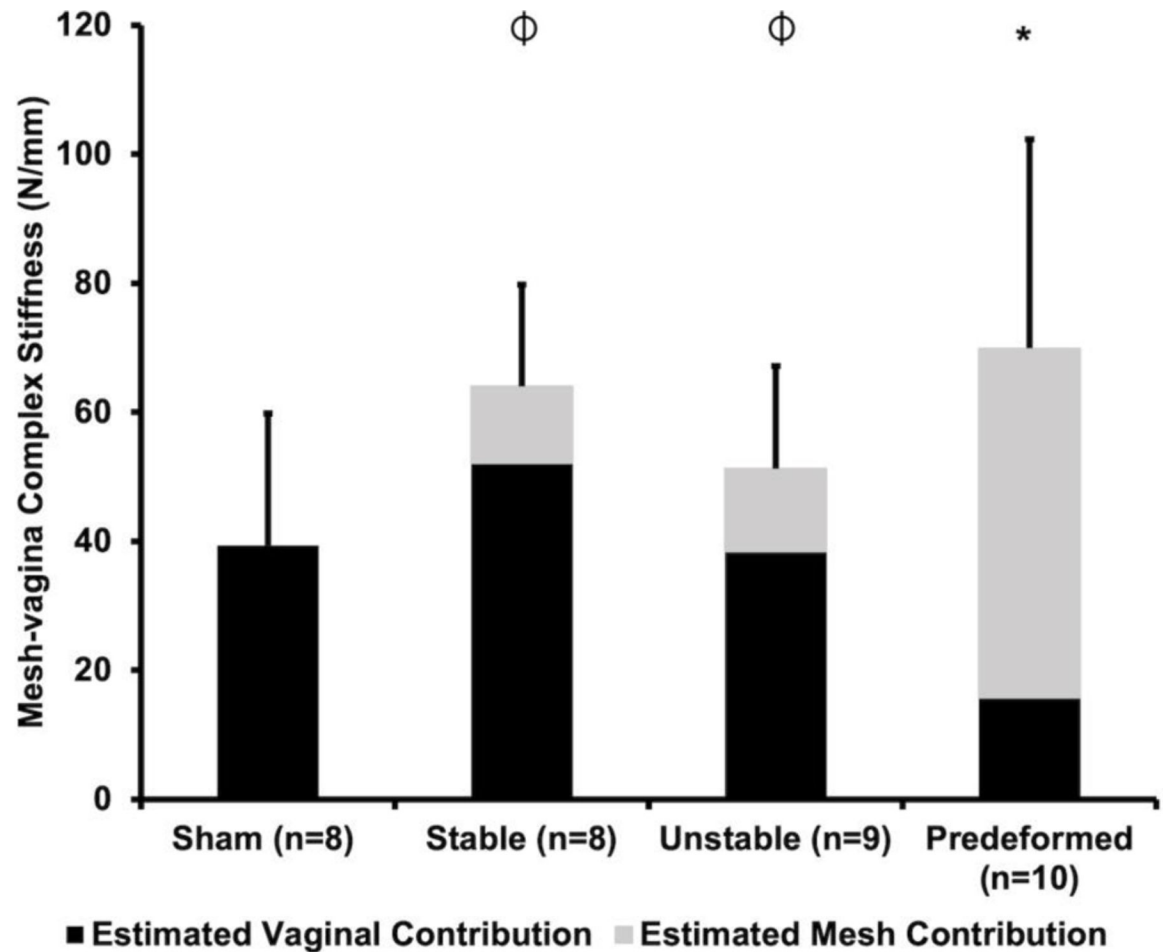 Mesh-vagina Complex Stiffness (N/mm)
120
100
80
60
40
20
0
Φ Φ *
Sham (n=8) Stable (n=8) Unstable (n=9) Predeformed
(n=10)
Estimated Vaginal Contribution Estimated Mesh Contribution